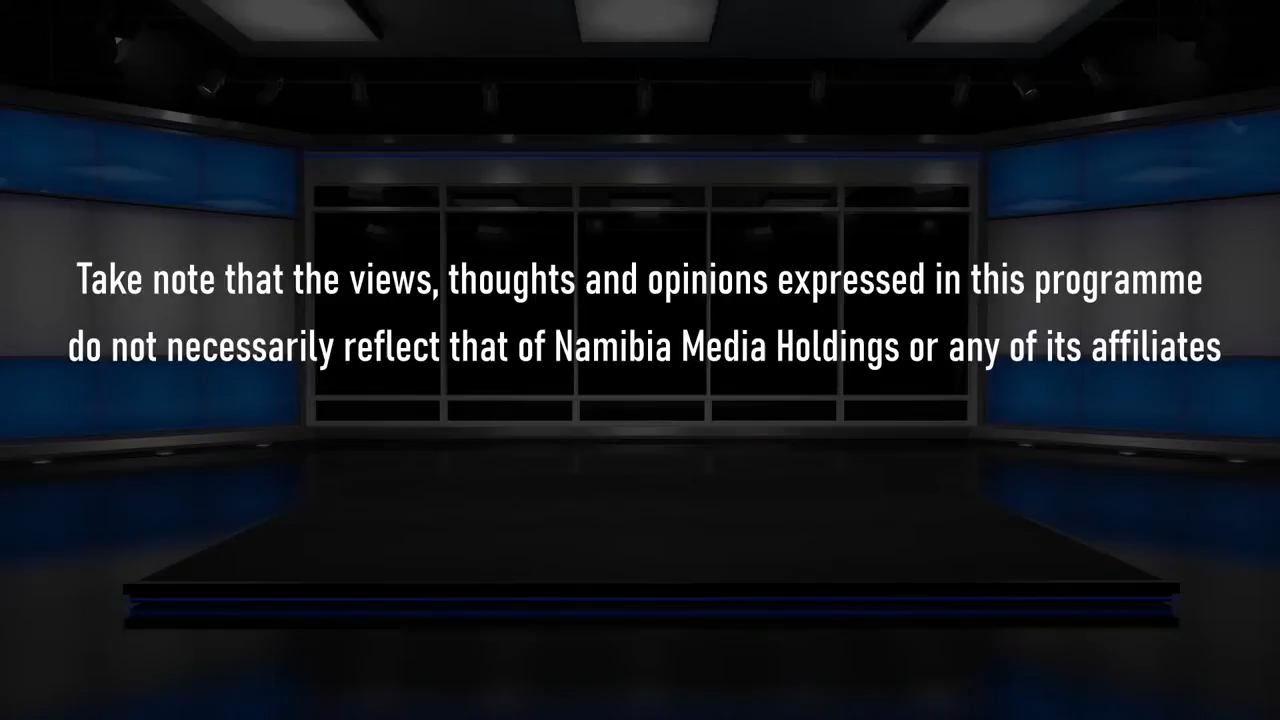 Take note that the views, thoughts and opinions expressed in this programme
do not necessarily reflect that of Namibia Media Holdings or any of its affiliates